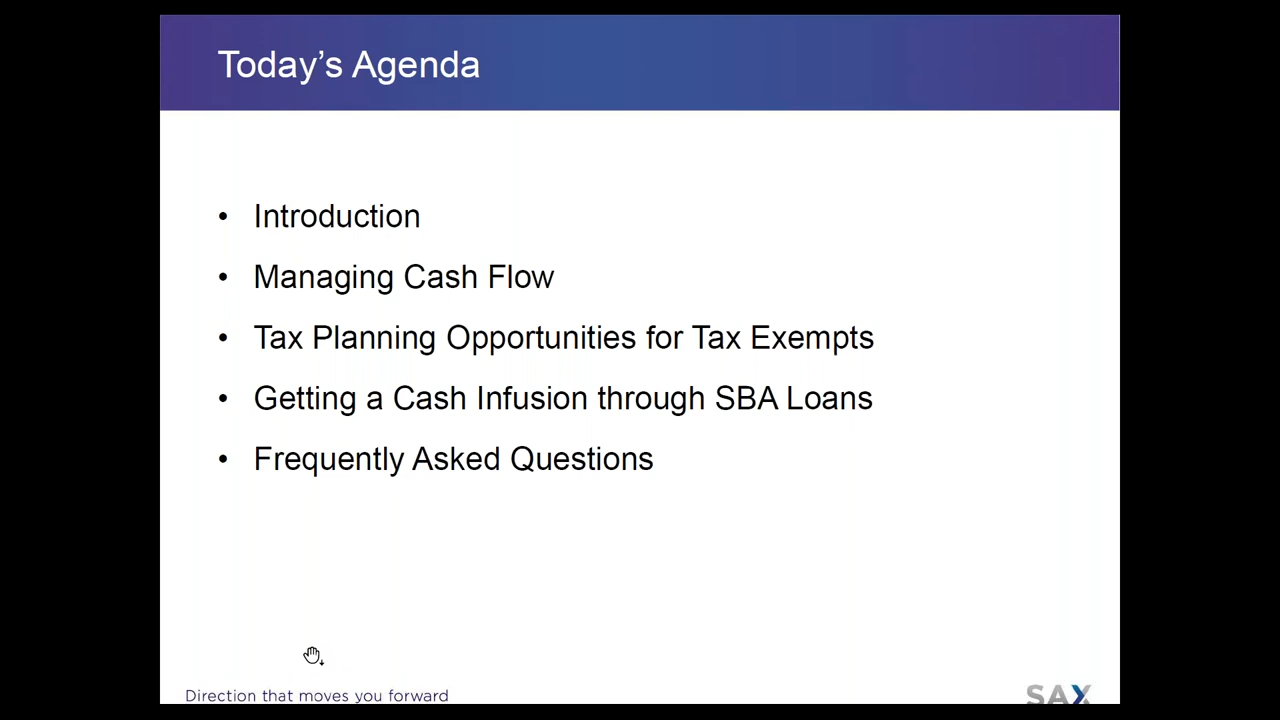 Today’s Agenda
• Introduction
• Managing Cash Flow
• Tax Planning Opportunities for Tax Exempts
• Getting a Cash Infusion through SBA Loans
• Frequently Asked Questions
Direction that moves you forward
SAX